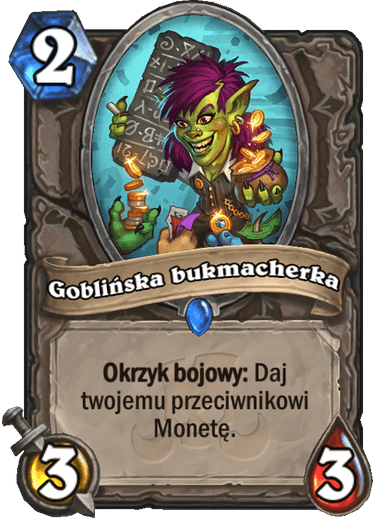 2
Goblińska bukmacherka
Okrzyk bojowy: Daj
twojemu przeciwnikowi
Monetę.
3
3